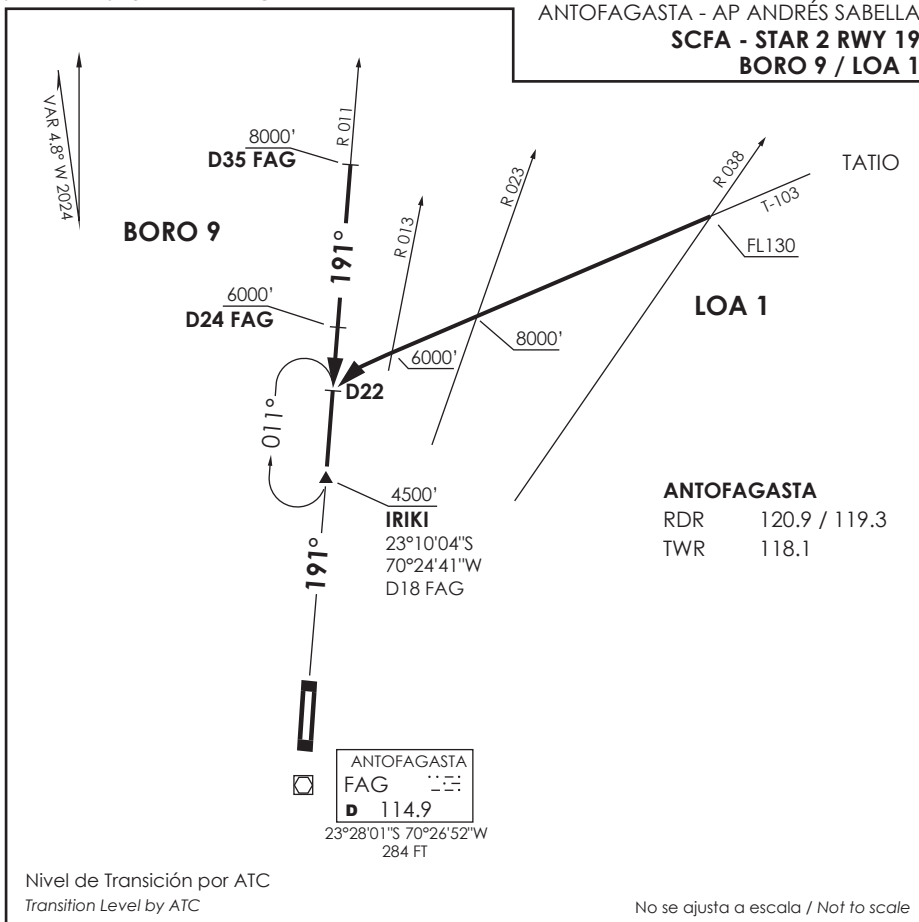 ANTOFAGASTA - AP ANDRÉS SABELLA
SCFA - STAR 2 RWY 19
BORO 9 / LOA 1
VAR 4.8° W 2024
8000'
D35 FAG
R 011
BORO 9
191°
R 013
R 023
R 038
TATIO
T-103
FL130
LOA 1
6000'
D24 FAG
8000'
6000'
D22
011°
4500'
IRIKI
23°10'04"S
70°24'41"W
D18 FAG
191°
ANTOFAGASTA
RDR 120.9 / 119.3
TWR 118.1
ANTOFAGASTA
FAG
D 114.9
23°28'01"S 70°26'52"W
284 FT
Nivel de Transición por ATC
Transition Level by ATC
No se ajusta a escala / Not to scale